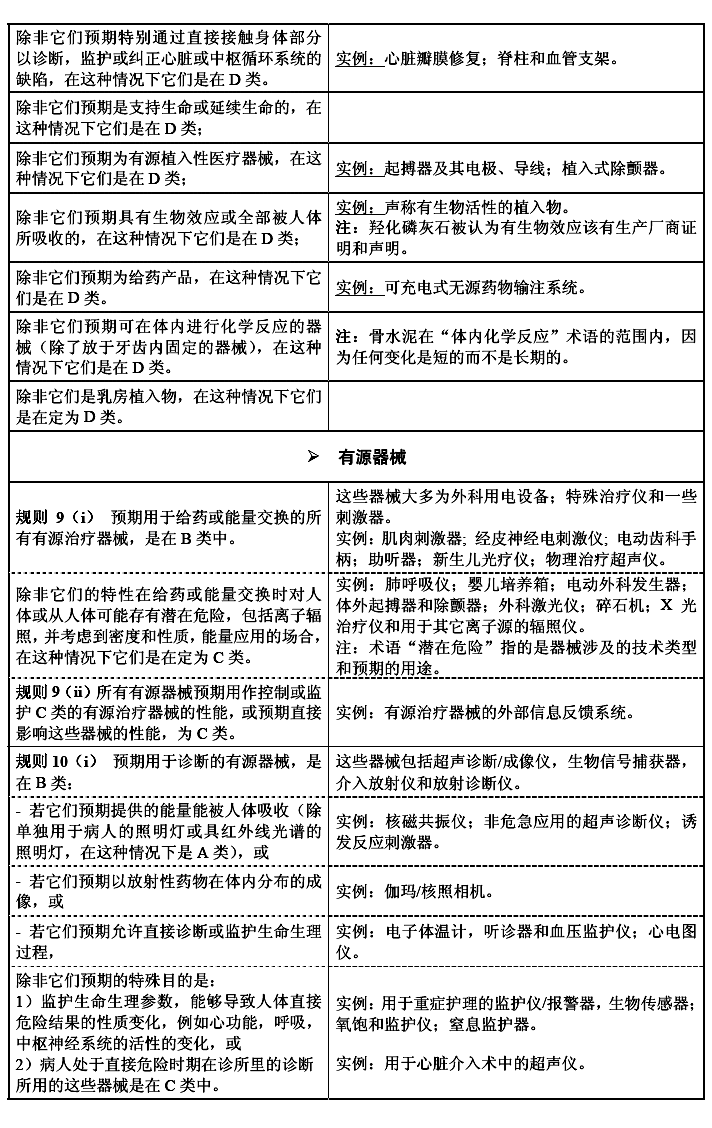 除非它们预期特别通过直接接触身体部分
以诊断，监护或纠正心脏或中枢循环系统的
缺陷，在这种情况下它们是在 D 类。
实例：心脏瓣膜修复；脊柱和血管支架。
除非它们预期是支持生命或延续生命的，在
这种情况下它们是在 D 类；
除非它们预期为有源植入性医疗器械，在这
种情况下它们是在 D 类；
实例：起搏器及其电极、导线；植入式除颤器。
除非它们预期具有生物效应或全部被人体
所吸收的，在这种情况下它们是在 D 类；
实例：声称有生物活性的植入物。
注：羟化磷灰石被认为有生物效应该有生产厂商证
明和声明。
除非它们预期为给药产品，在这种情况下它
们是在 D 类。
实例：可充电式无源药物输注系统。
除非它们预期可在体内进行化学反应的器
械（除了放于牙齿内固定的器械），在这种
情况下它们是在 D 类。
注：骨水泥在“体内化学反应”术语的范围内，因
为任何变化是短的而不是长期的。
除非它们是乳房植入物，在这种情况下它们
是在定为 D 类。
➢ 有源器械
规则 9（i） 预期用于给药或能量交换的所
有有源治疗器械，是在 B 类中。
这些器械大多为外科用电设备；特殊治疗仪和一些
刺激器。
实例：肌肉刺激器；经皮神经电刺激仪；电动齿科手
柄；助听器；新生儿光疗仪；物理治疗超声仪。
除非它们的特性在给药或能量交换时对人
体或从人体可能存有潜在危险，包括离子辐
照，并考虑到密度和性质，能量应用的场合，
在这种情况下它们是在定为 C 类。
实例：肺呼吸仪；婴儿培养箱；电动外科发生器；
体外起搏器和除颤器；外科激光仪；碎石机；X 光
治疗仪和用于其它离子源的辐照仪。
注：术语“潜在危险”指的是器械涉及的技术类型
和预期的用途。
规则 9（ii）所有有源器械预期用作控制或监
护 C 类的有源治疗器械的性能，或预期直接
影响这些器械的性能，为 C 类。
实例：有源治疗器械的外部信息反馈系统。
规则 10（i） 预期用于诊断的有源器械，是
在 B 类：
这些器械包括超声诊断/成像仪，生物信号捕获器，
介入放射仪和放射诊断仪。
- 若它们预期提供的能量能被人体吸收（除
单独用于病人的照明灯或具红外线光谱的
照明灯，在这种情况下是 A 类），或
实例：核磁共振仪；非危急应用的超声诊断仪；诱
发反应刺激器。
- 若它们预期以放射性药物在体内分布的成
像，或
实例：伽玛/核照相机。
- 若它们预期允许直接诊断或监护生命生理
过程，
实例：电子体温计，听诊器和血压监护仪；心电图
仪。
除非它们预期的特殊目的是：
1）监护生命生理参数，能够导致人体直接
危险结果的性质变化，例如心功能，呼吸，
中枢神经系统的活性的变化，或
2）病人处于直接危险时期在诊所里的诊断
所用的这些器械是在 C 类中。
实例：用于重症护理的监护仪/报警器，生物传感器；
氧饱和监护仪；窒息监护器。
实例：用于心脏介入术中的超声仪。